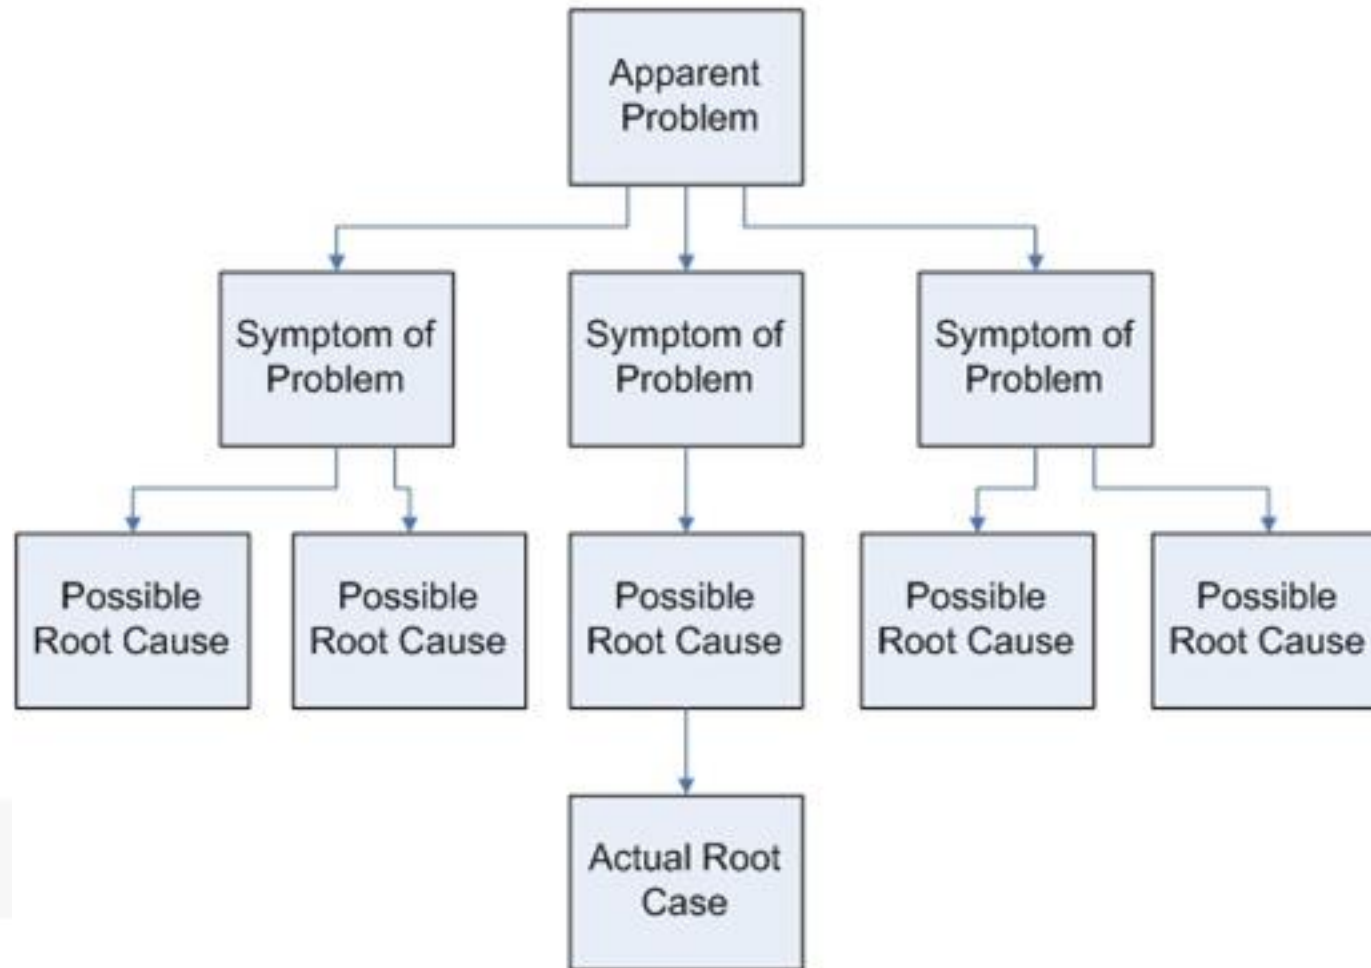 Apparent
Problem
Symptom of
Problem
Symptom of
Problem
Symptom of
Problem
Possible
Root Cause
Possible
Root Cause
Possible
Root Cause
Possible
Root Cause
Possible
Root Cause
Actual Root
Case